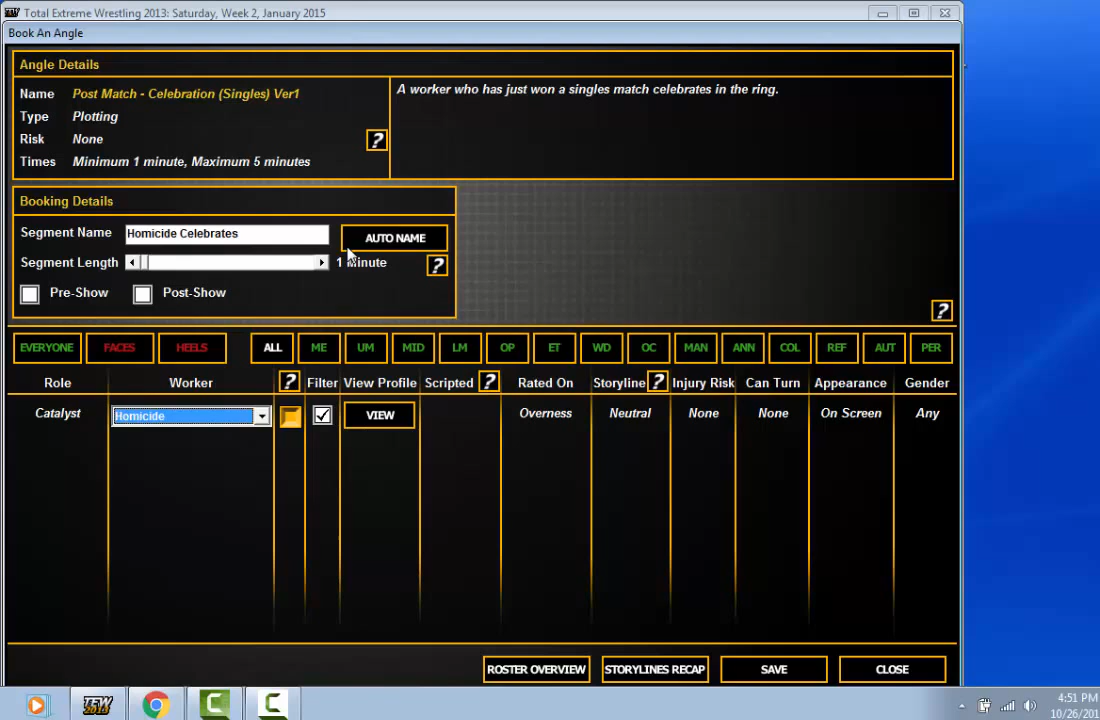 Total Extreme Wrestling 2013: Saturday, Week 2, January 2015
Book An Angle
Angle Details
Name Post Match - Celebration (Singles) Ver1
Type Plotting
Risk None
?
Times Minimum 1 minute, Maximum 5 minutes
A worker who has just won a singles match celebrates in the ring.
Booking Details
Segment Name Homicide Celebrates AUTO NAME
Segment Length 1 Minute ?
Pre-Show Post-Show
?
EVERYONE FACES HEELS ALL ME UM MID LM OP ET WD OC MAN ANN COL REF AUT PER
Role Worker ? Filter View Profile Scripted ? Rated On Storyline ? Injury Risk Can Turn Appearance Gender
Catalyst Homicide VIEW Overness Neutral None None On Screen Any
ROSTER OVERVIEW STORYLINES RECAP SAVE CLOSE
TEW
2013
C C
4:51 PM
10/26/201